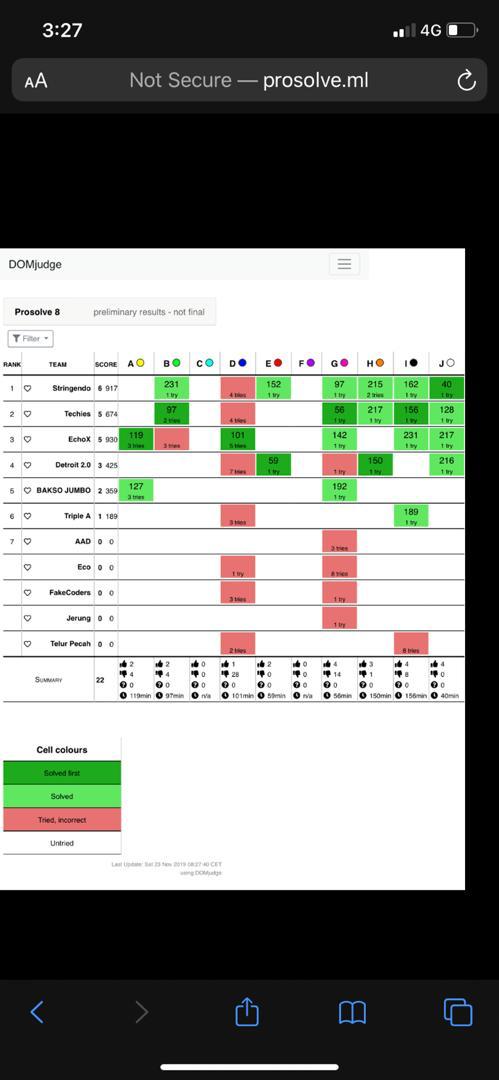 3:27
4G
AA Not Secure — prosolve.ml
DOMjudge
Prosolve 8 preliminary results - not final
Filter
RANK TEAM SCORE A B C D E F G H I J
1 Stringendo 6 917 231 1 try 4 tries 152 1 try 97 1 try 215 2 tries 162 1 try 40 1 try
2 Techies 5 674 97 2 tries 4 tries 56 1 try 217 1 try 156 1 try 128 1 try
3 EchoX 5 930 119 3 tries 3 tries 101 5 tries 142 1 try 231 1 try 217 1 try
4 Detroit 2.0 3 425 7 tries 59 1 try 1 try 150 1 try 216 1 try
5 BAKSO JUMBO 2 359 127 3 tries 192 1 try
6 Triple A 1 189 3 tries 189 1 try
7 AAD 0 0 3 tries
Eco 0 0 1 try 8 tries
FakeCoders 0 0 3 tries 1 try
Jerung 0 0 1 try
Telur Pecah 0 0 2 tries 8 tries
2 2 0 1 2 0 4 3 4 4
4 4 0 28 0 0 14 1 8 0
SUMMARY 22 0 0 0 0 0 0 0 0 0 0
119min 97min n/a 101min 59min n/a 56min 150min 156min 40min
Cell colours
Solved first
Solved
Tried, incorrect
Untried
Last Update: Sat 23 Nov 2019 08:27:40 CET
using DOMjudge